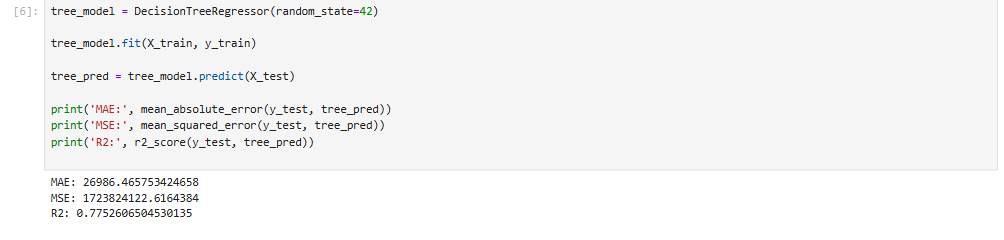 [6]: tree_model = DecisionTreeRegressor(random_state=42)
tree_model.fit(X_train, y_train)
tree_pred = tree_model.predict(X_test)
print('MAE:', mean_absolute_error(y_test, tree_pred))
print('MSE:', mean_squared_error(y_test, tree_pred))
print('R2:', r2_score(y_test, tree_pred))
MAE: 26986.465753424658
MSE: 1723824122.6164384
R2: 0.7752606504530135